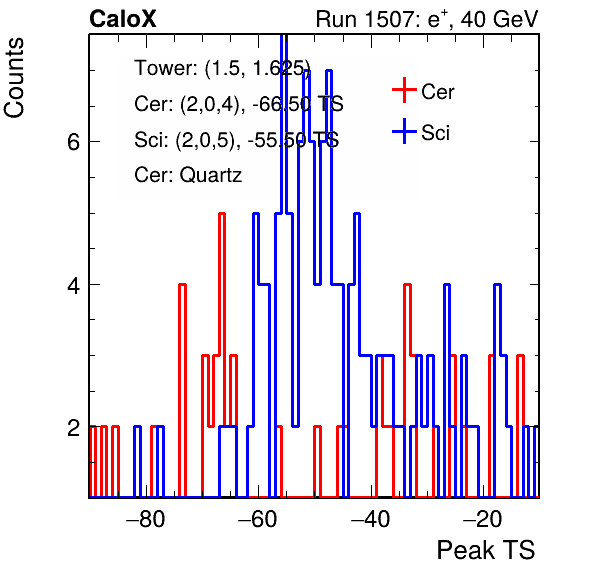 CaloX Run 1507: e+, 40 GeV
Counts
Tower: (1.5, 1.625)
Cer: (2,0,4), -66.50 TS
Sci: (2,0,5), -55.50 TS
Cer: Quartz
Cer
Sci
6
4
2
−80 −60 −40 −20
Peak TS